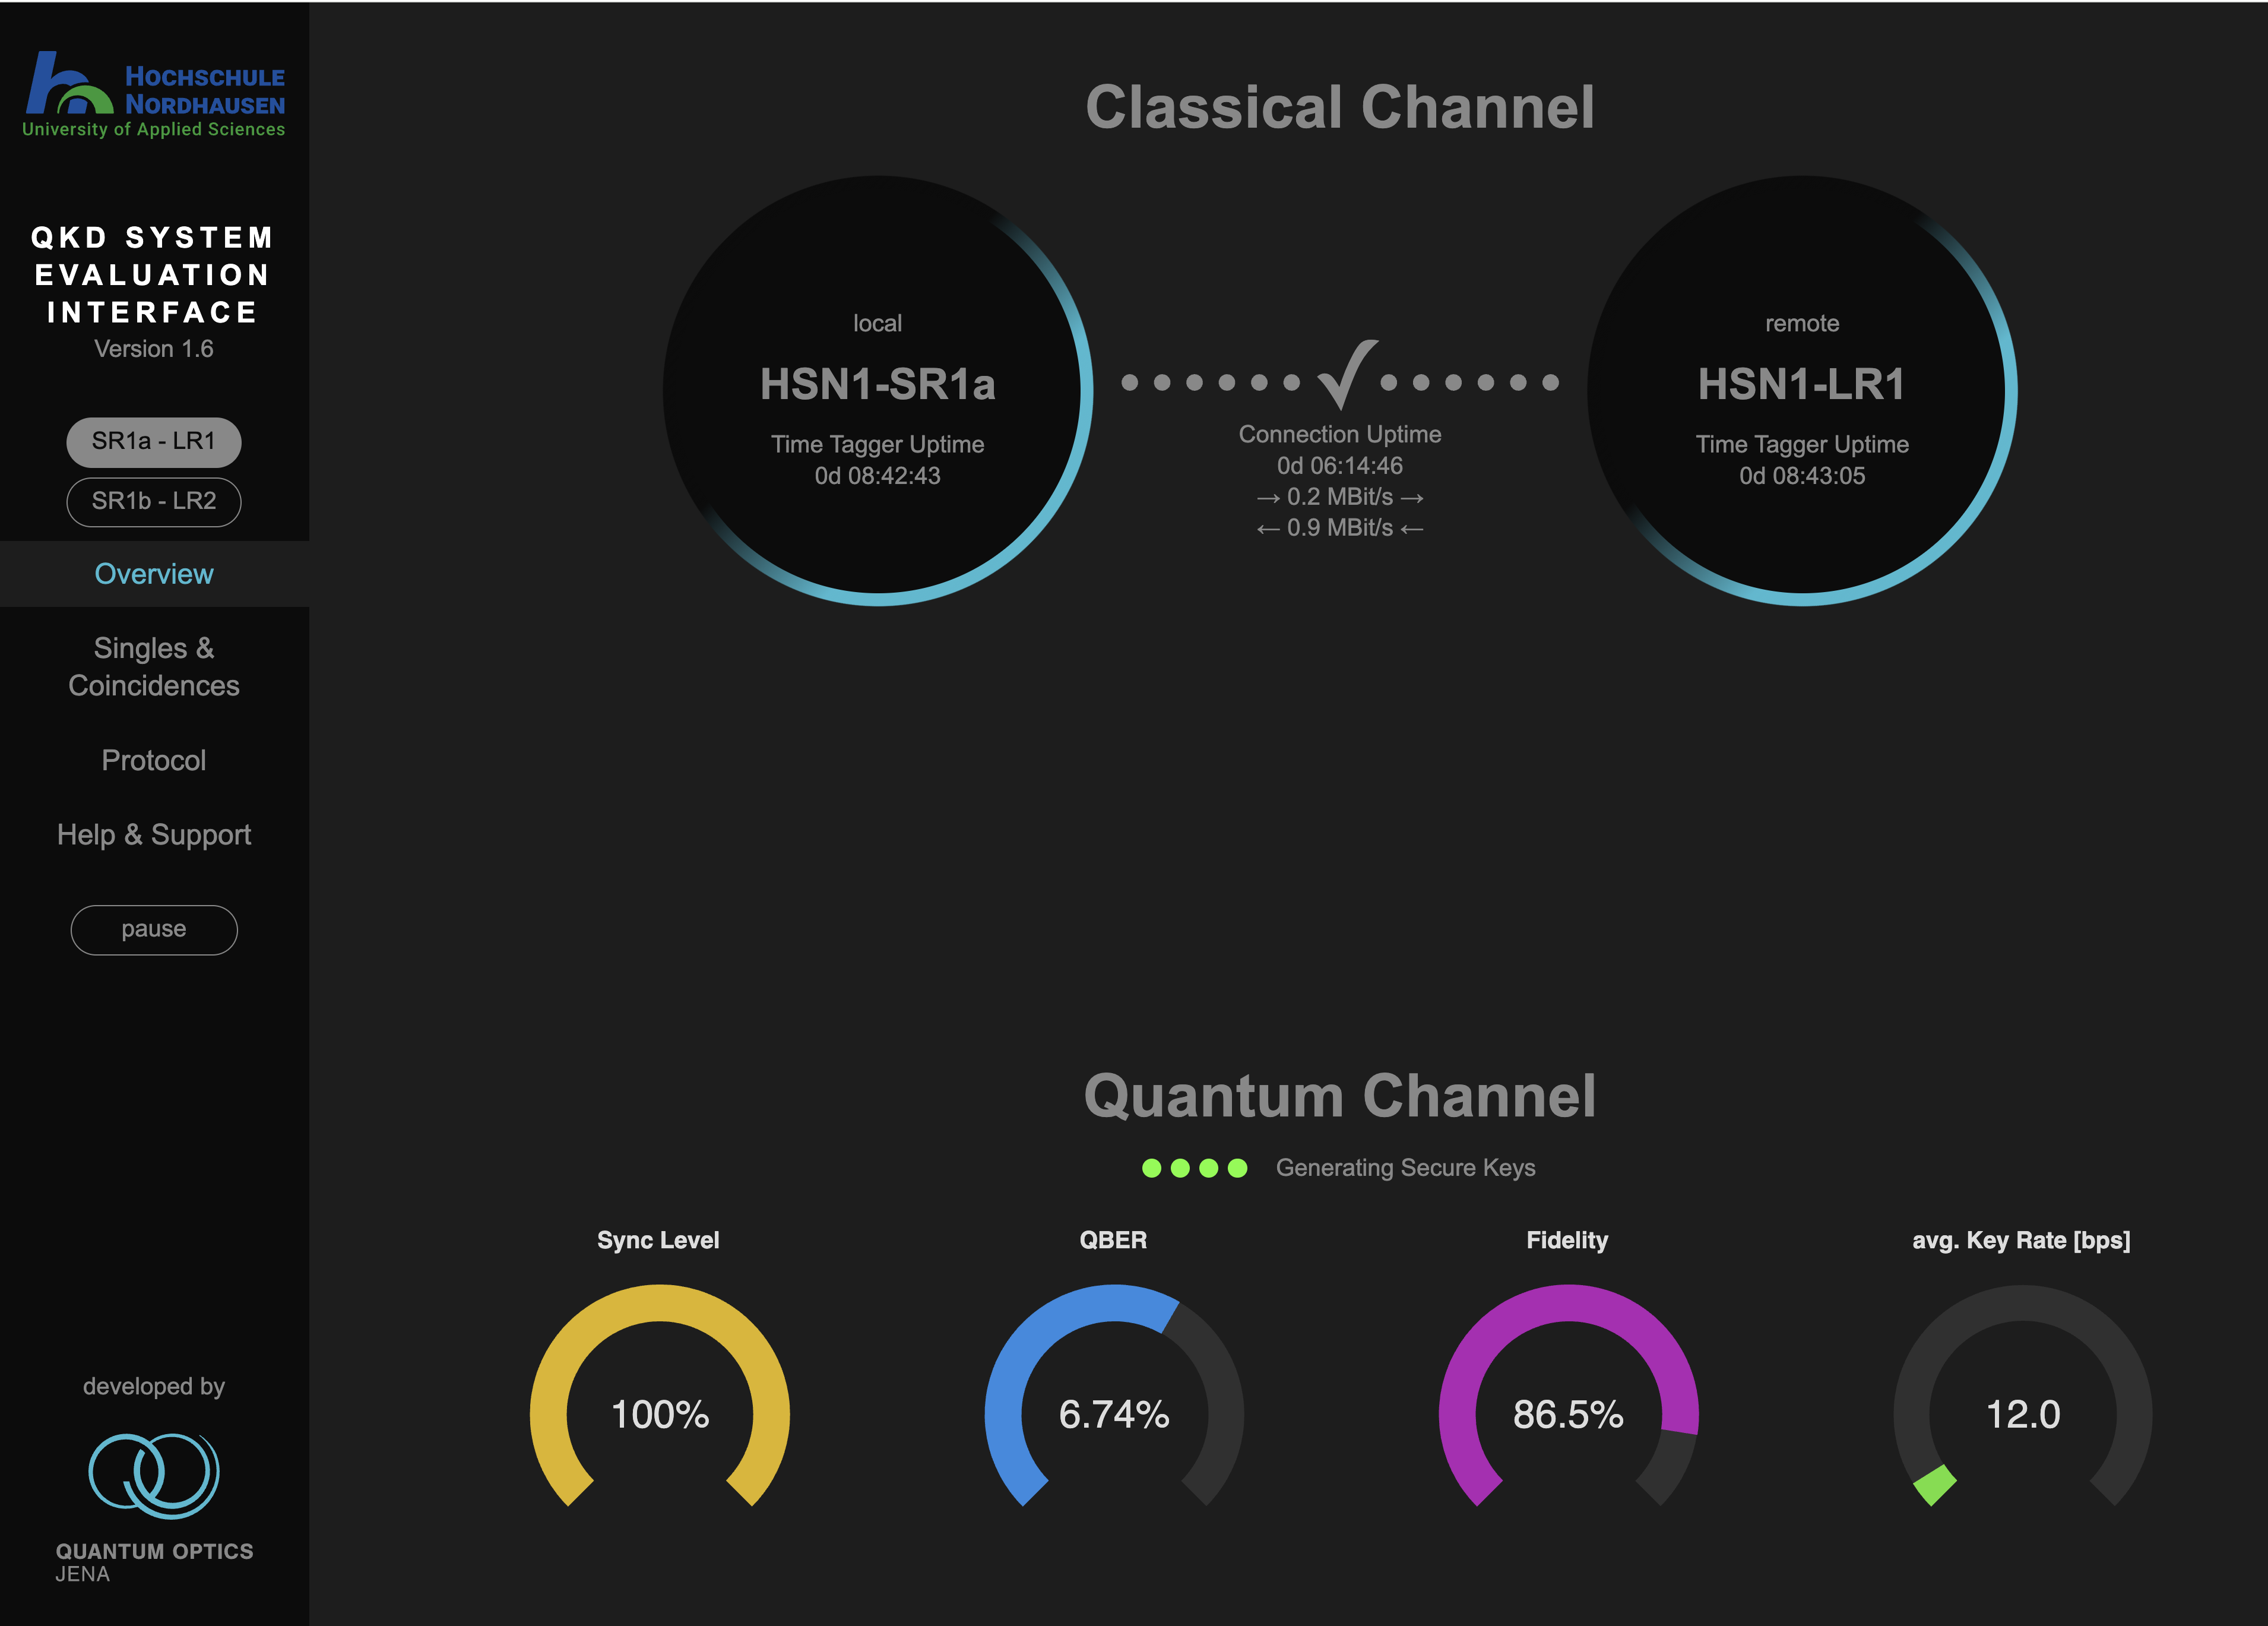 HOCHSCHULE
NORDHAUSEN
University of Applied Sciences
QKD SYSTEM
EVALUATION
INTERFACE
Version 1.6
SR1a - LR1
SR1b - LR2
Overview
Singles &
Coincidences
Protocol
Help & Support
pause
developed by
QUANTUM OPTICS
JENA
Classical Channel
local
HSN1-SR1a
Time Tagger Uptime
0d 08:42:43
Connection Uptime
0d 06:14:46
→ 0.2 MBit/s →
← 0.9 MBit/s ←
remote
HSN1-LR1
Time Tagger Uptime
0d 08:43:05
Quantum Channel
Generating Secure Keys
Sync Level
100%
QBER
6.74%
Fidelity
86.5%
avg. Key Rate [bps]
12.0